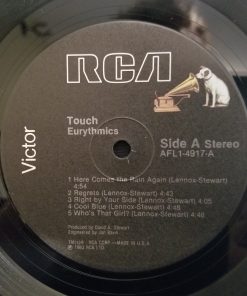 RCA
Victor
Touch
Eurythmics
Side A Stereo
AFL1-4917-A
1 Here Comes the Rain Again (Lennox-Stewart)
4:54
2 Regrets (Lennox-Stewart) 4:43
3 Right by Your Side (Lennox-Stewart) 4:05
4 Cool Blue (Lennox-Stewart) 4:48
5 Who's That Girl? (Lennox-Stewart) 4:46
Produced by David A. Stewart
Engineered by Jon Bavin
TMK(s)® RCA CORP.—MADE IN U.S.A.
℗ 1983 RCA LTD.